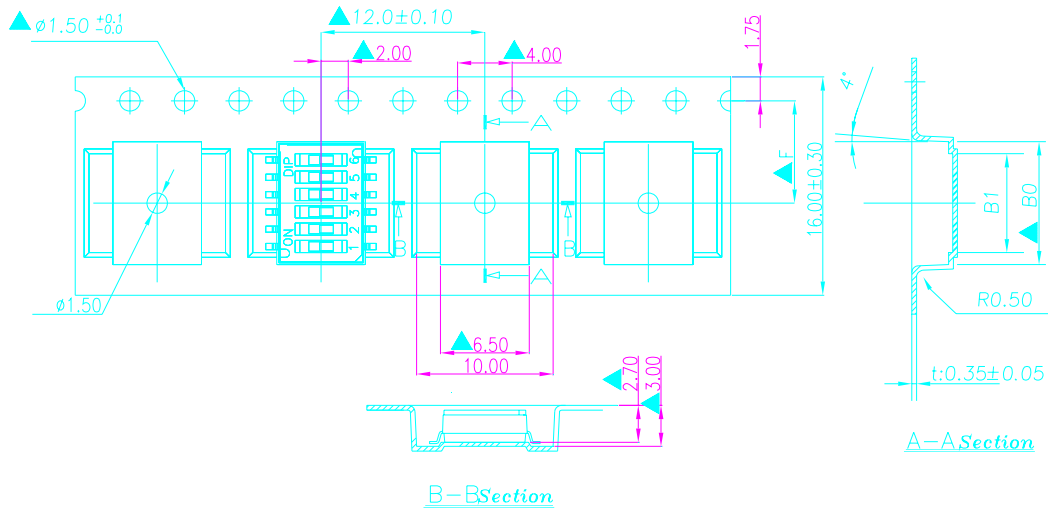 ø1.50 +0.1 -0.0
12.0±0.10
2.00
4.00
1.75
4°
A
F
16.00±0.30
B1
B0
DIP
ON
1 2 3 4 5 6
B
B
A
ø1.50
R0.50
6.50
10.00
2.70
3.00
t:0.35±0.05
A-A Section
B-B Section